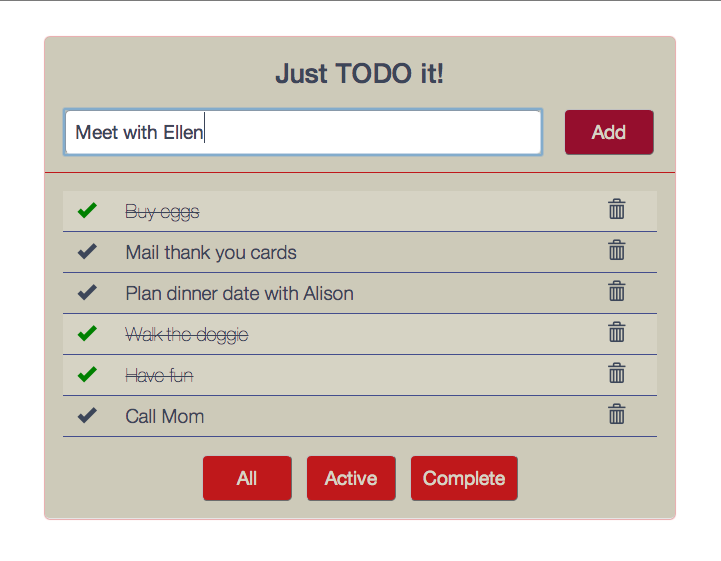 Just TODO it!
Meet with Ellen
Add
Buy eggs
Mail thank you cards
Plan dinner date with Alison
Walk the doggie
Have fun
Call Mom
All
Active
Complete